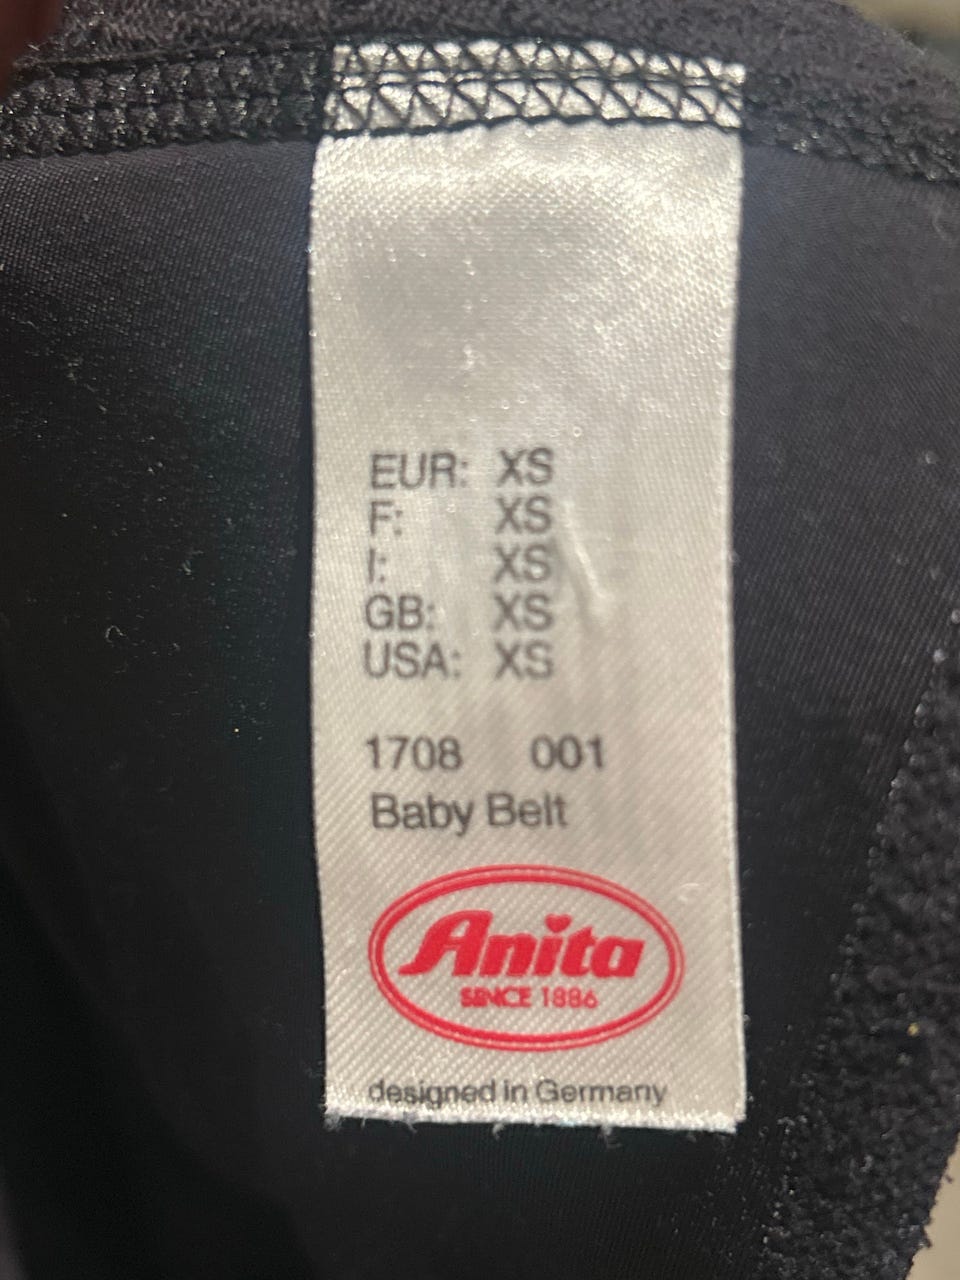 EUR: XS
F: XS
I: XS
GB: XS
USA: XS
1708 001
Baby Belt
Anita
SINCE 1886
designed in Germany